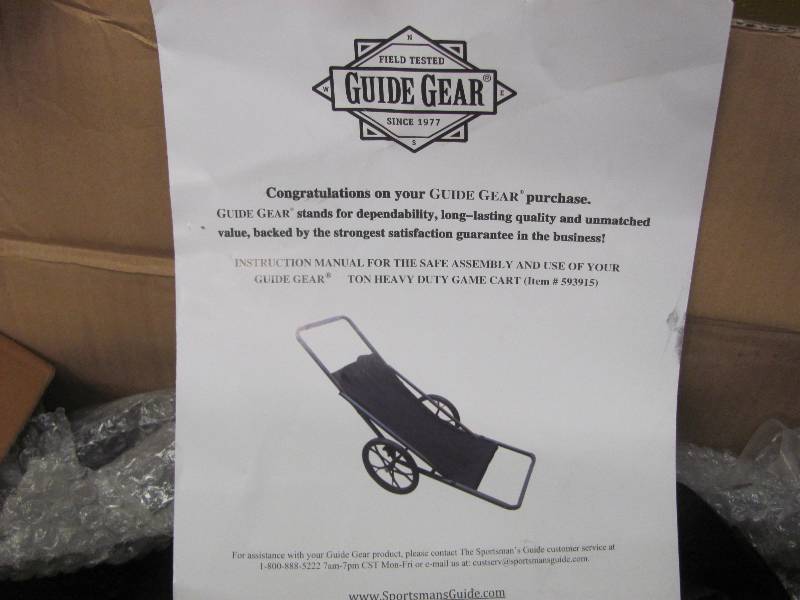 N
FIELD TESTED
W GUIDE GEAR® E
SINCE 1977
S
Congratulations on your GUIDE GEAR® purchase.
GUIDE GEAR® stands for dependability, long-lasting quality and unmatched
value, backed by the strongest satisfaction guarantee in the business!
INSTRUCTION MANUAL FOR THE SAFE ASSEMBLY AND USE OF YOUR
GUIDE GEAR® TON HEAVY DUTY GAME CART (Item # 593915)
For assistance with your Guide Gear product, please contact The Sportsman's Guide customer service at
1-800-888-5222 7am-7pm CST Mon-Fri or e-mail us at: custserv@sportsmansguide.com.
www.SportsmansGuide.com